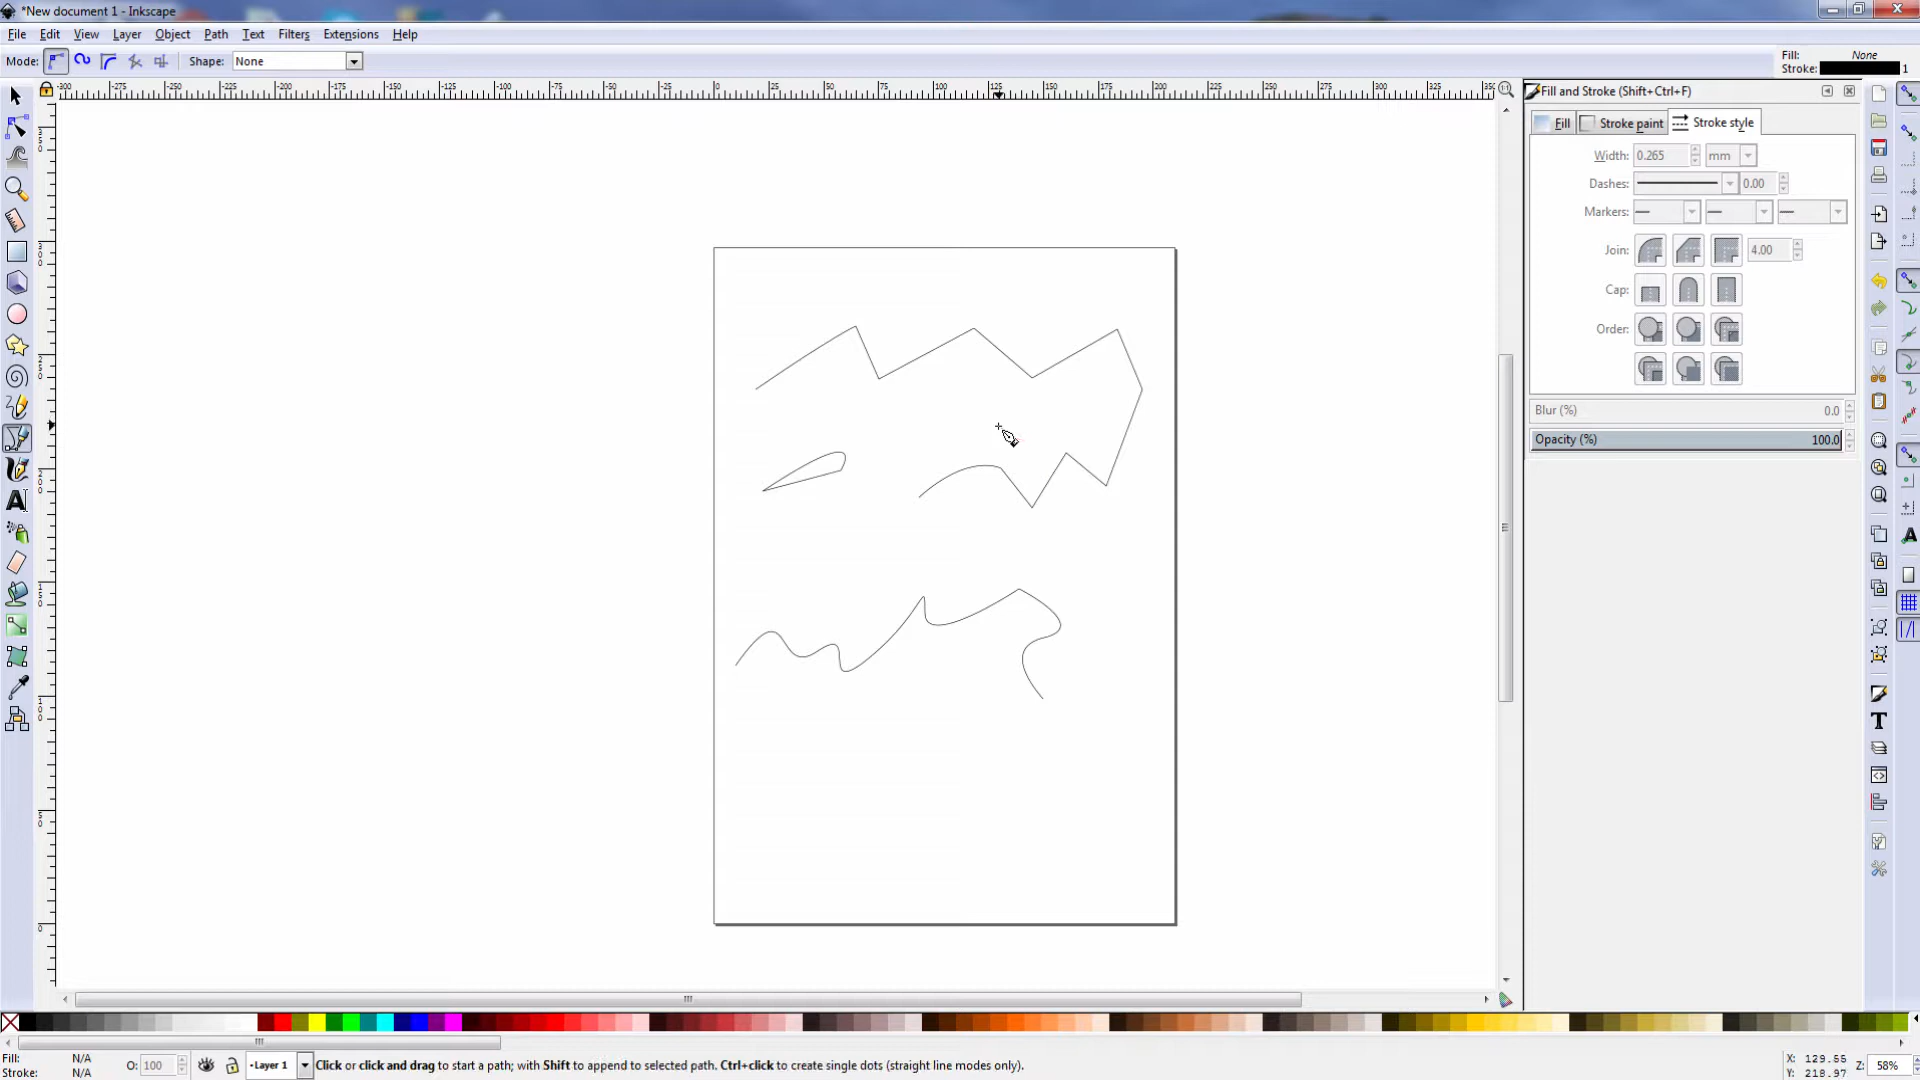 *New document 1 - Inkscape
File Edit View Layer Object Path Text Filters Extensions Help
Mode: Shape: None
Fill: None
Stroke: 1
Fill and Stroke (Shift+Ctrl+F)
Fill Stroke paint Stroke style
Width: 0.265 mm
Dashes: 0.00
Markers:
Join: 4.00
Cap:
Order:
Blur (%) 0.0
Opacity (%) 100.0
Fill: N/A
Stroke: N/A
O: 100
•Layer 1
Click or click and drag to start a path; with Shift to append to selected path. Ctrl+click to create single dots (straight line modes only).
X: 129.55
Y: 218.97
Z: 58%